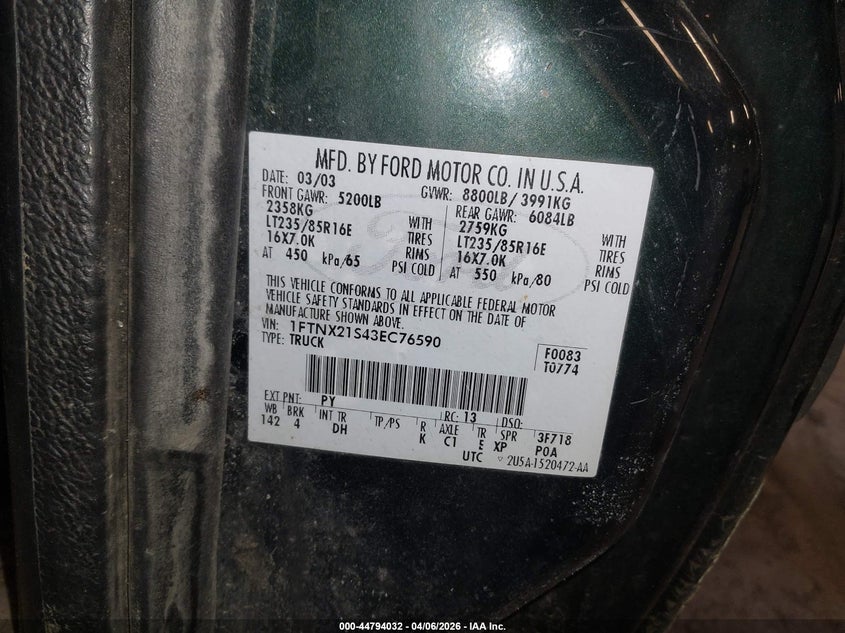 MFD. BY FORD MOTOR CO. IN U.S.A.
DATE: 03/03 GVWR: 8800LB/ 3991KG
FRONT GAWR: 5200LB REAR GAWR: 6084LB
2358KG WITH 2759KG WITH
LT235/85R16E TIRES LT235/85R16E TIRES
16X7.0K RIMS 16X7.0K RIMS
AT 450 kPa/65 PSI COLD AT 550 kPa/80 PSI COLD
THIS VEHICLE CONFORMS TO ALL APPLICABLE FEDERAL MOTOR
VEHICLE SAFETY STANDARDS IN EFFECT ON THE DATE OF
MANUFACTURE SHOWN ABOVE.
VIN: 1FTNX21S43EC76590
TYPE: TRUCK
F0083
T0774
EXT PNT: PY RC: 13 DSO:
WB BRK INT TR TP/PS R AXLE TR SPR 3F718
142 4 DH K C1 E XP P0A
UTC 2U5A-1520472-AA
Ford
000-44794032 - 04/06/2026 - IAA Inc.